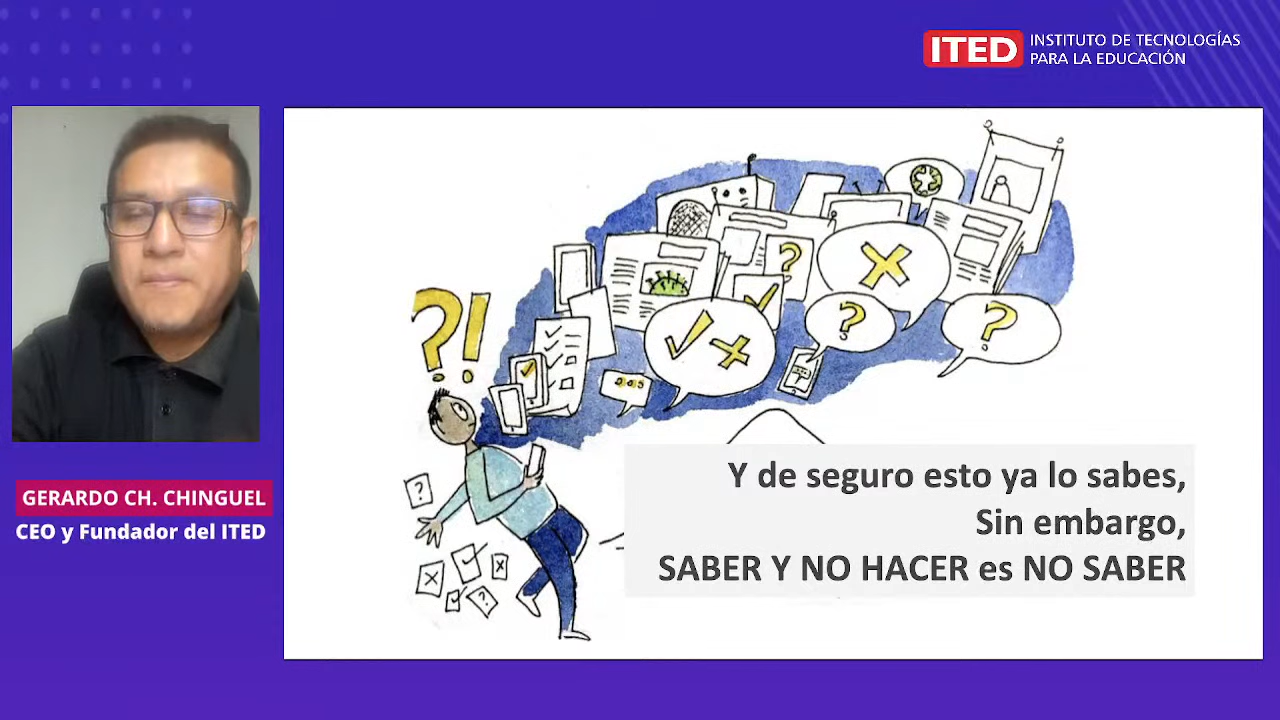 ITED
INSTITUTO DE TECNOLOGÍAS
PARA LA EDUCACIÓN
GERARDO CH. CHINGUEL
CEO y Fundador del ITED
?!
?
?
?
?
?
Y de seguro esto ya lo sabes,
Sin embargo,
SABER Y NO HACER es NO SABER